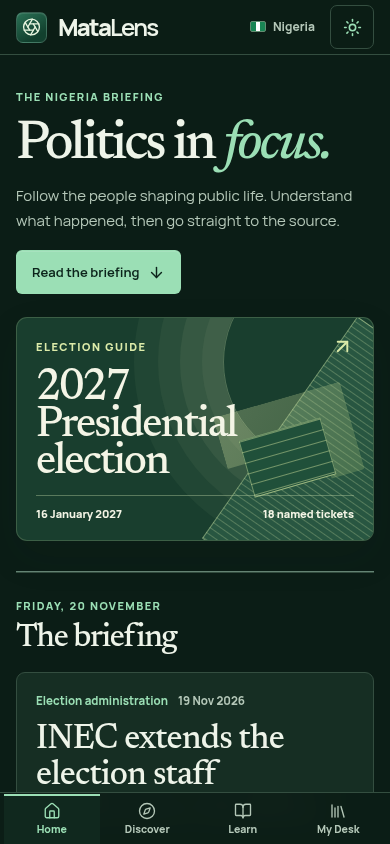 MataLens
Nigeria
THE NIGERIA BRIEFING
Politics in focus.
Follow the people shaping public life. Understand
what happened, then go straight to the source.
Read the briefing
ELECTION GUIDE
2027
Presidential
election
16 January 2027
18 named tickets
FRIDAY, 20 NOVEMBER
The briefing
Election administration 19 Nov 2026
INEC extends the
election staff
Home
Discover
Learn
My Desk